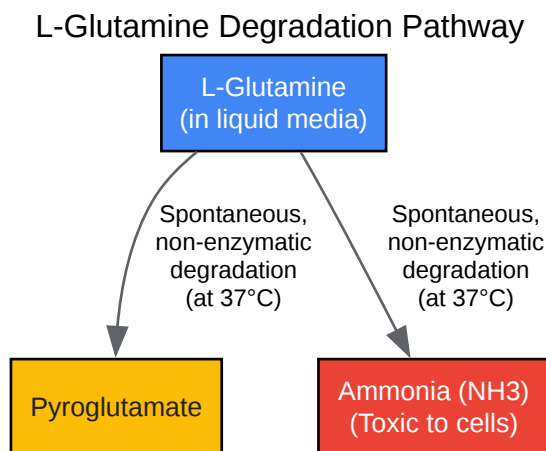 L-Glutamine Degradation Pathway
L-Glutamine
(in liquid media)
Spontaneous,
non-enzymatic
degradation
(at 37°C)
Spontaneous,
non-enzymatic
degradation
(at 37°C)
Pyroglutamate
Ammonia (NH3)
(Toxic to cells)